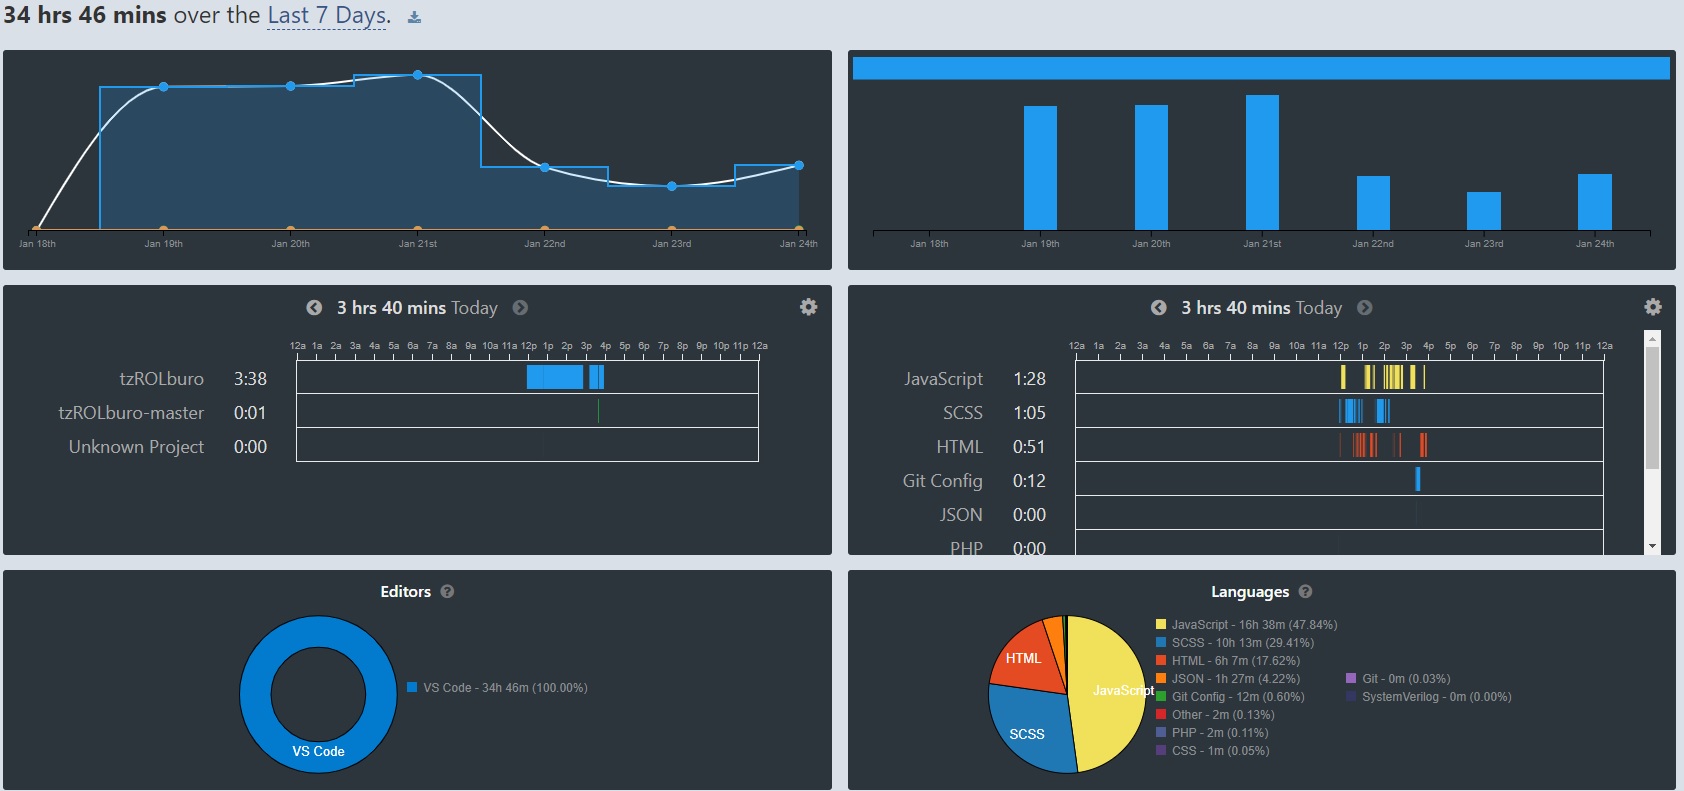 34 hrs 46 mins over the Last 7 Days.
Jan 18th Jan 19th Jan 20th Jan 21st Jan 22nd Jan 23rd Jan 24th
Jan 18th Jan 19th Jan 20th Jan 21st Jan 22nd Jan 23rd Jan 24th
3 hrs 40 mins Today
12a 1a 2a 3a 4a 5a 6a 7a 8a 9a 10a 11a 12p 1p 2p 3p 4p 5p 6p 7p 8p 9p 10p 11p 12a
tzROLburo 3:38
tzROLburo-master 0:01
Unknown Project 0:00
3 hrs 40 mins Today
12a 1a 2a 3a 4a 5a 6a 7a 8a 9a 10a 11a 12p 1p 2p 3p 4p 5p 6p 7p 8p 9p 10p 11p 12a
JavaScript 1:28
SCSS 1:05
HTML 0:51
Git Config 0:12
JSON 0:00
PHP 0:00
Editors ?
VS Code - 34h 46m (100.00%)
VS Code
Languages ?
HTML
JavaScript
SCSS
JavaScript - 16h 38m (47.84%)
SCSS - 10h 13m (29.41%)
HTML - 6h 7m (17.62%)
JSON - 1h 27m (4.22%)
Git Config - 12m (0.60%)
Other - 2m (0.13%)
PHP - 2m (0.11%)
CSS - 1m (0.05%)
Git - 0m (0.03%)
SystemVerilog - 0m (0.00%)